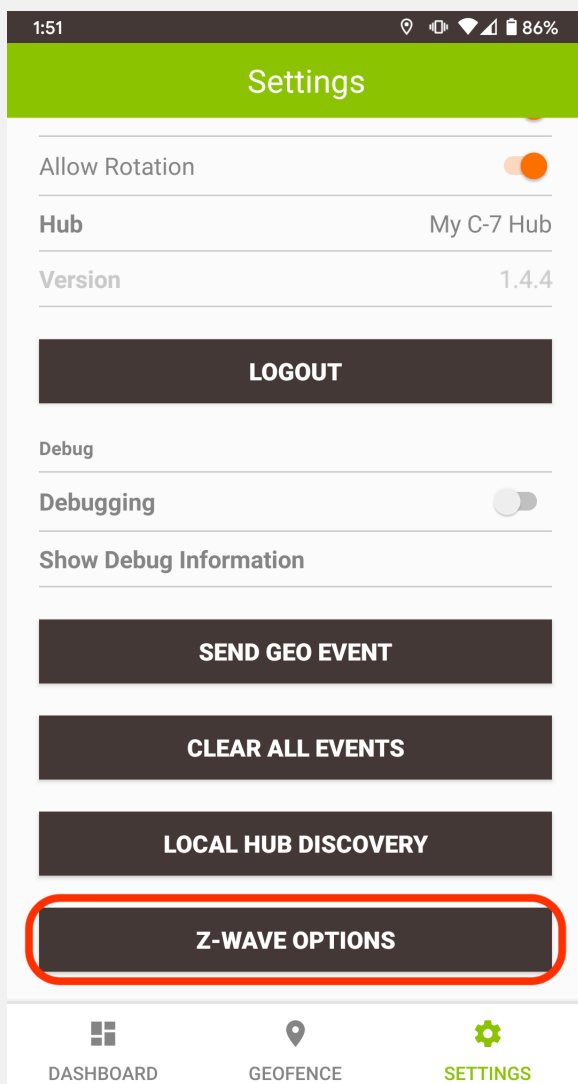 1:51 86%
Settings
Allow Rotation
Hub My C-7 Hub
Version 1.4.4
LOGOUT
Debug
Debugging
Show Debug Information
SEND GEO EVENT
CLEAR ALL EVENTS
LOCAL HUB DISCOVERY
Z-WAVE OPTIONS
DASHBOARD GEOFENCE SETTINGS